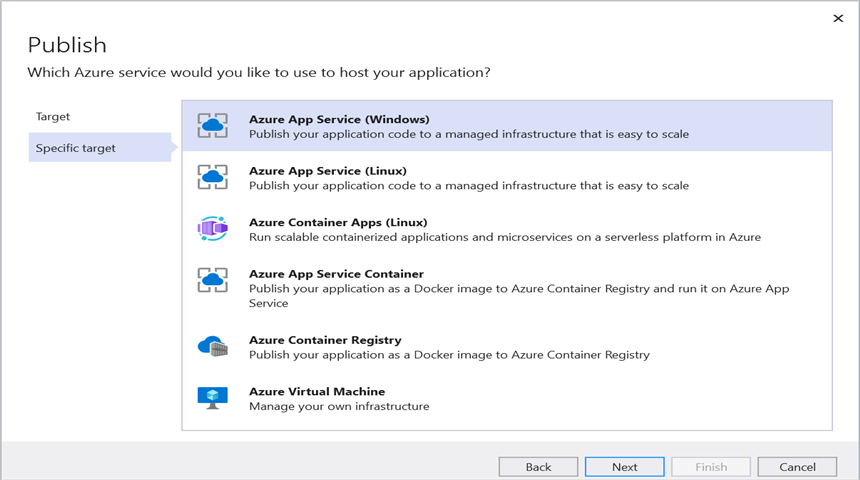 Publish
Which Azure service would you like to use to host your application?
Target
Specific target
Azure App Service (Windows)
Publish your application code to a managed infrastructure that is easy to scale
Azure App Service (Linux)
Publish your application code to a managed infrastructure that is easy to scale
Azure Container Apps (Linux)
Run scalable containerized applications and microservices on a serverless platform in Azure
Azure App Service Container
Publish your application as a Docker image to Azure Container Registry and run it on Azure App
Service
Azure Container Registry
Publish your application as a Docker image to Azure Container Registry
Azure Virtual Machine
Manage your own infrastructure
Back
Next
Finish
Cancel